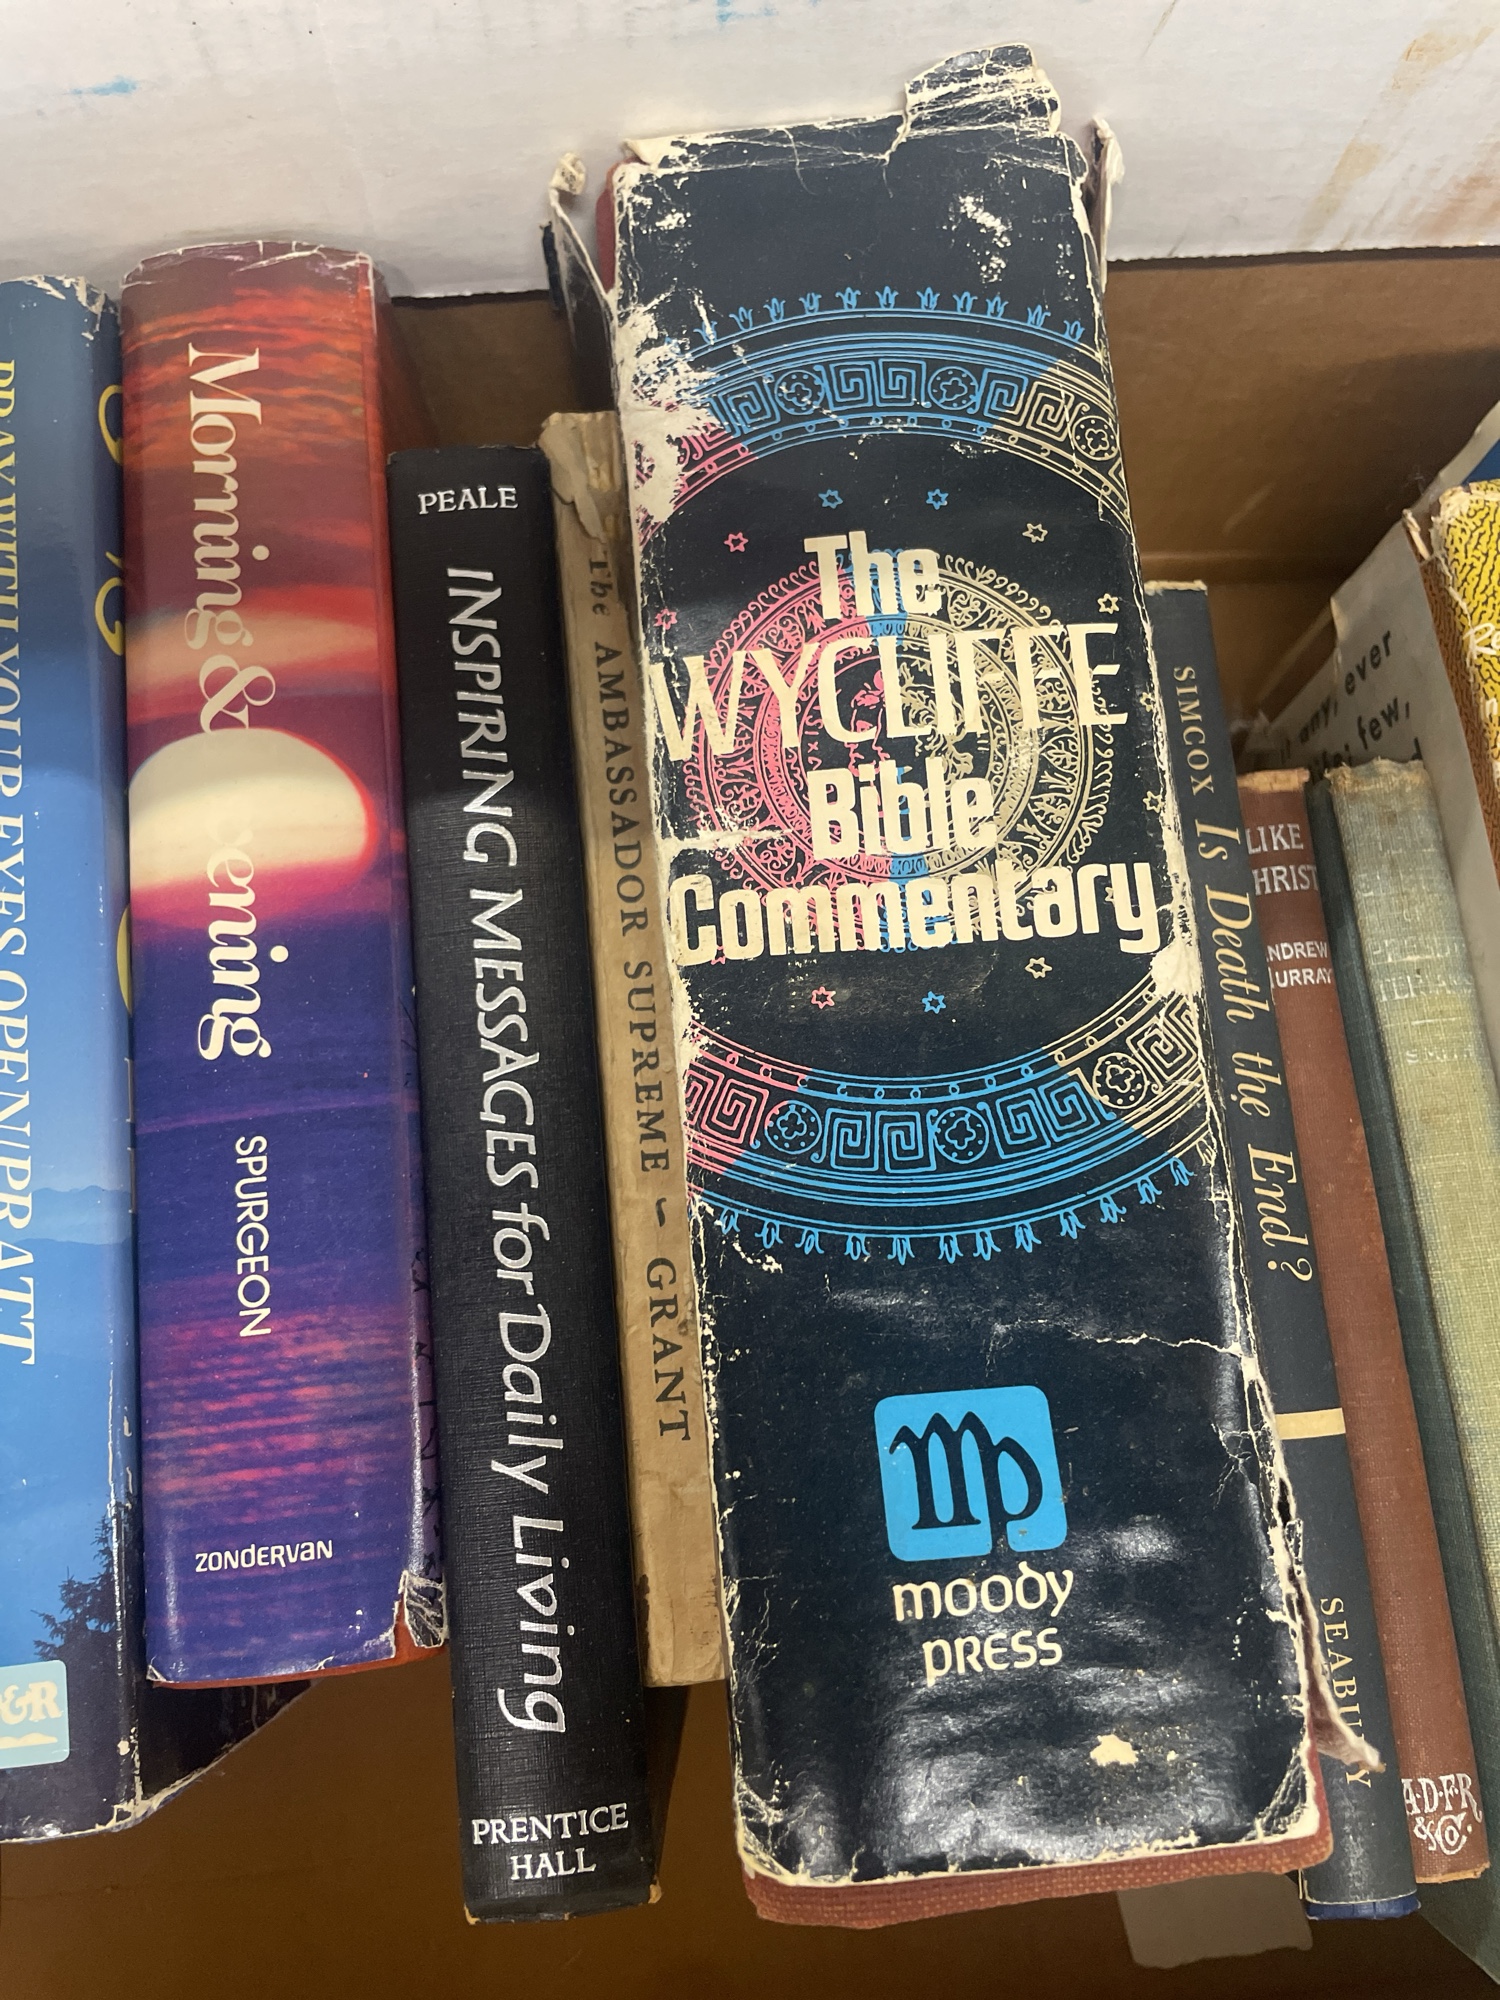 PRAY WITH YOUR EYES OPEN
PRATT
&R
Morning & Evening
SPURGEON
ZONDERVAN
PEALE
INSPIRING MESSAGES for Daily Living
PRENTICE
HALL
The AMBASSADOR SUPREME ~ GRANT
The
WYCLIFFE
Bible
Commentary
moody
PRESS
SIMCOX Is Death the End?
SEABURY
LIKE
CHRIST
ANDREW
MURRAY
A·D·F·R
& Co.
SMITH
any, ever
few,